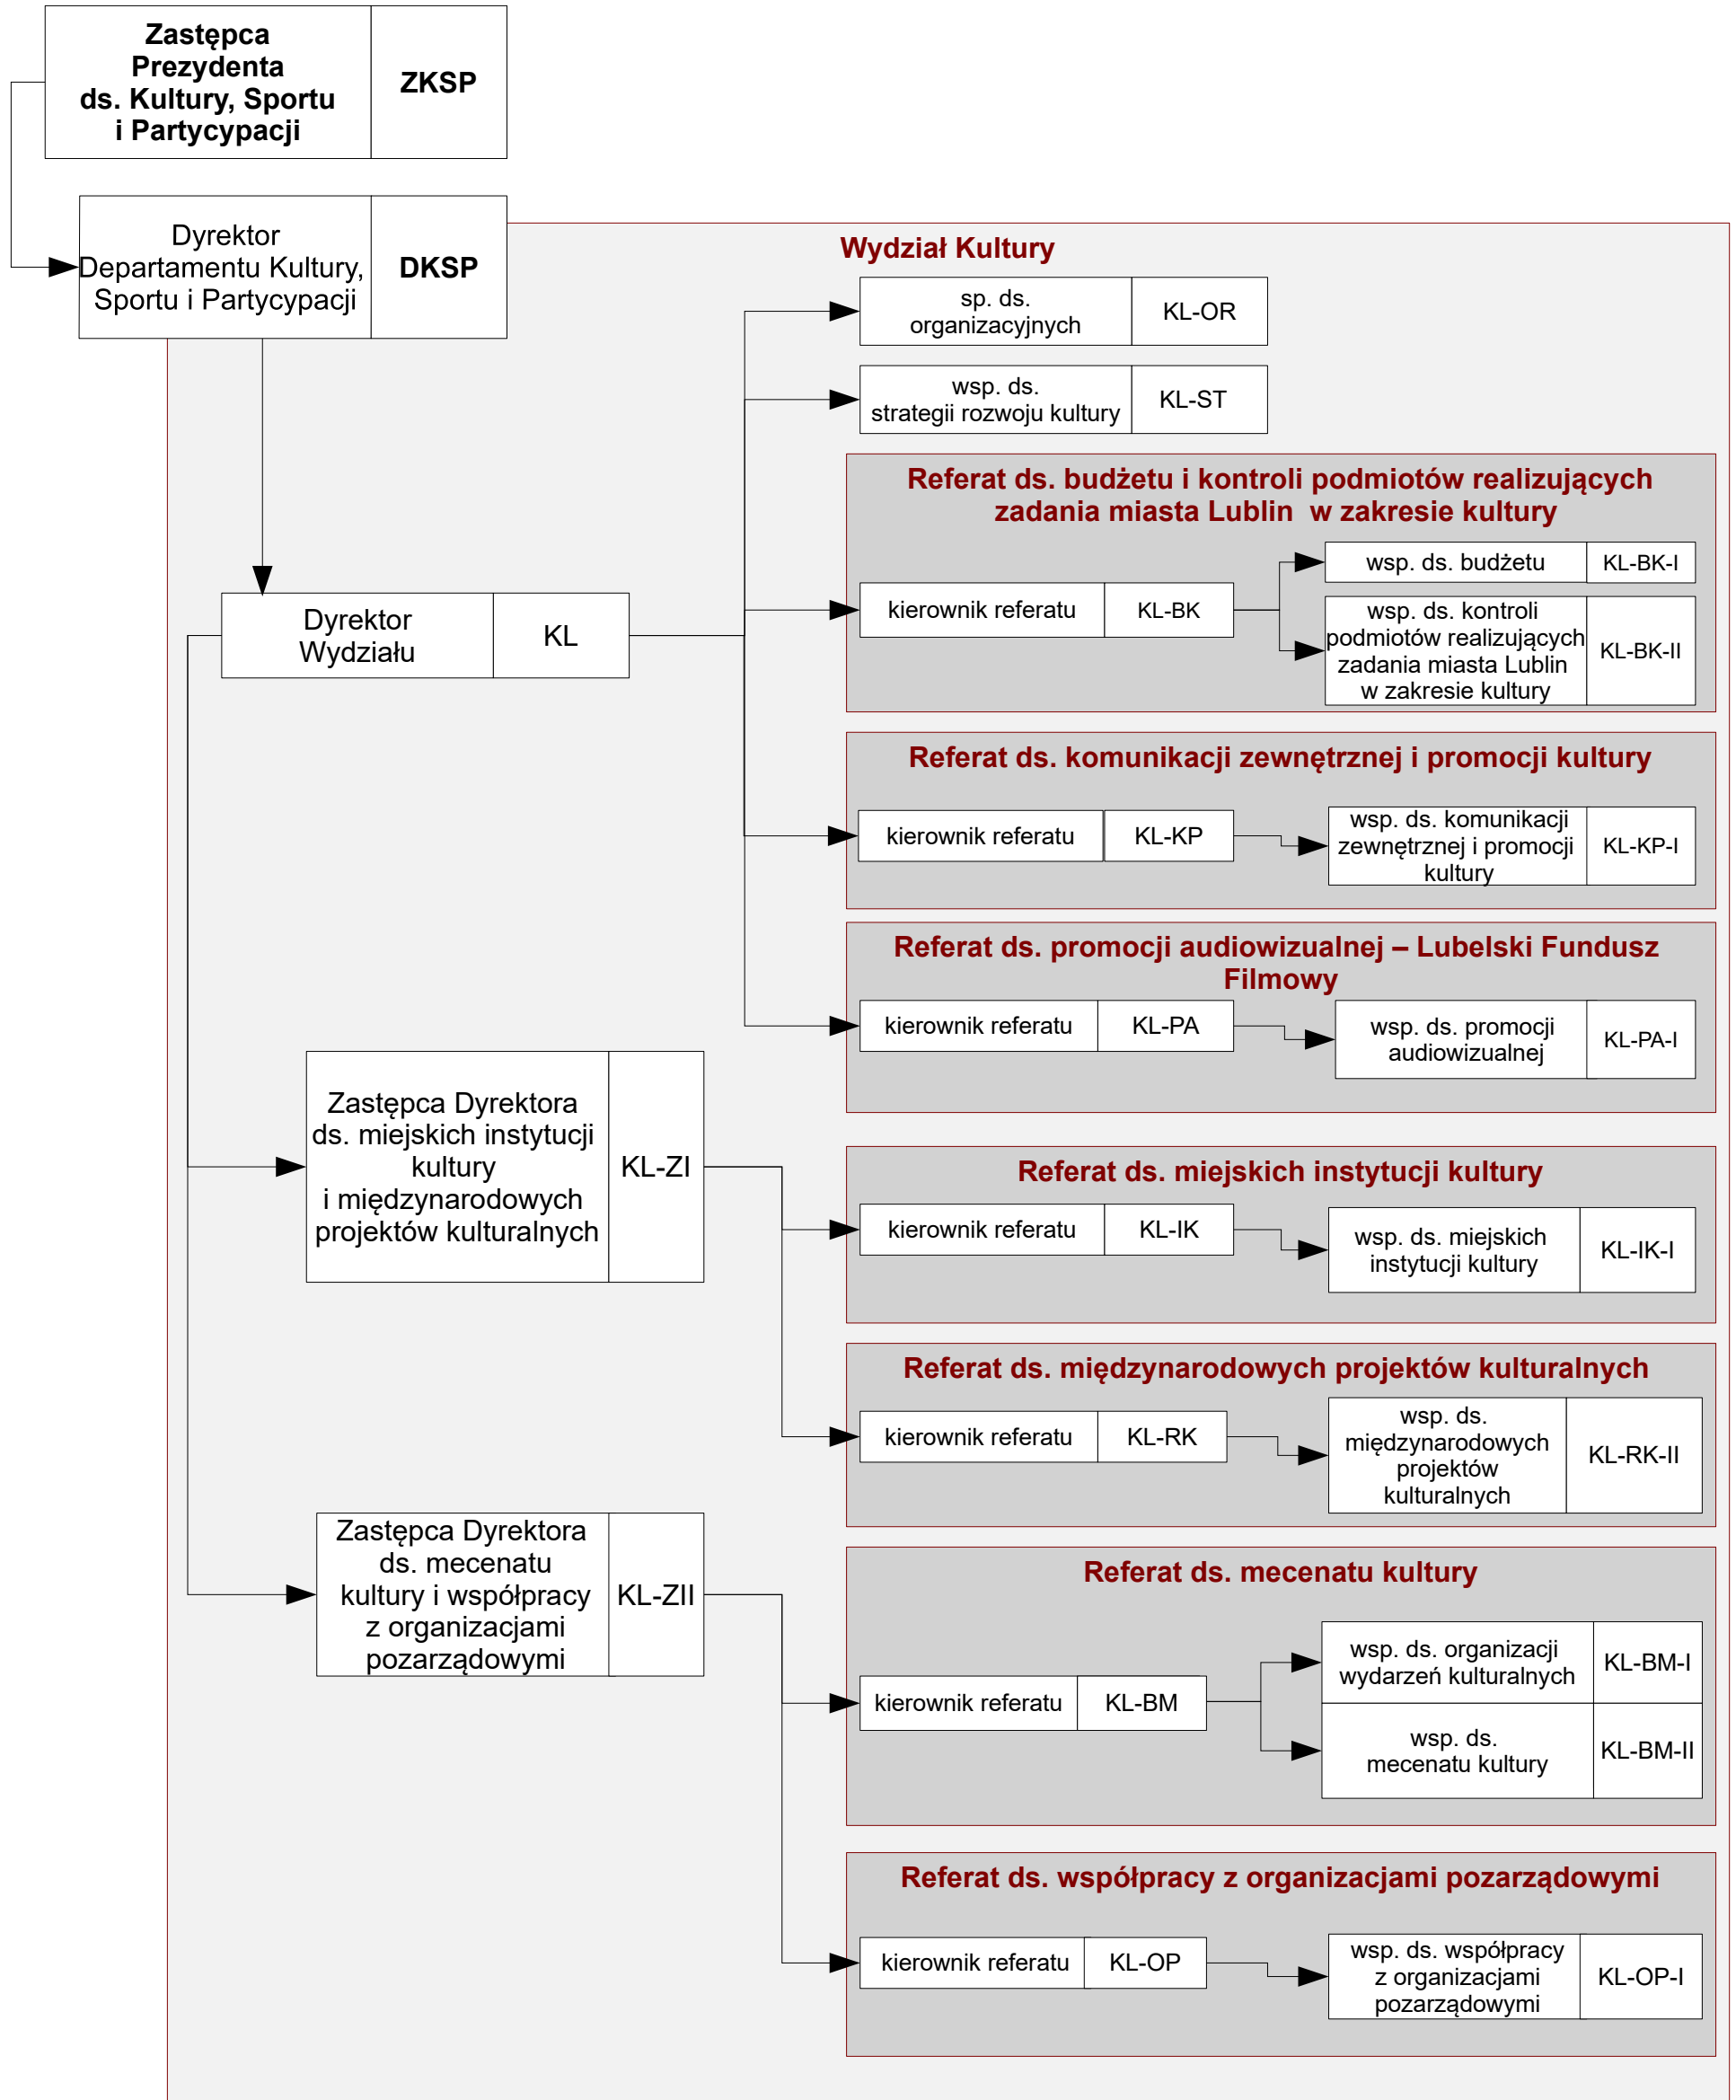 Zastępca
Prezydenta
ds. Kultury, Sportu
i Partycypacji
ZKSP
Dyrektor
Departamentu Kultury,
Sportu i Partycypacji
DKSP
Wydział Kultury
sp. ds.
organizacyjnych
KL-OR
wsp. ds.
strategii rozwoju kultury
KL-ST
Referat ds. budżetu i kontroli podmiotów realizujących
zadania miasta Lublin w zakresie kultury
kierownik referatu
KL-BK
wsp. ds. budżetu
KL-BK-I
wsp. ds. kontroli
podmiotów realizujących
zadania miasta Lublin
w zakresie kultury
KL-BK-II
Dyrektor
Wydziału
KL
Referat ds. komunikacji zewnętrznej i promocji kultury
kierownik referatu
KL-KP
wsp. ds. komunikacji
zewnętrznej i promocji
kultury
KL-KP-I
Referat ds. promocji audiowizualnej – Lubelski Fundusz
Filmowy
kierownik referatu
KL-PA
wsp. ds. promocji
audiowizualnej
KL-PA-I
Zastępca Dyrektora
ds. miejskich instytucji
kultury
i międzynarodowych
projektów kulturalnych
KL-ZI
Referat ds. miejskich instytucji kultury
kierownik referatu
KL-IK
wsp. ds. miejskich
instytucji kultury
KL-IK-I
Referat ds. międzynarodowych projektów kulturalnych
kierownik referatu
KL-RK
wsp. ds.
międzynarodowych
projektów
kulturalnych
KL-RK-II
Zastępca Dyrektora
ds. mecenatu
kultury i współpracy
z organizacjami
pozarządowymi
KL-ZII
Referat ds. mecenatu kultury
kierownik referatu
KL-BM
wsp. ds. organizacji
wydarzeń kulturalnych
KL-BM-I
wsp. ds.
mecenatu kultury
KL-BM-II
Referat ds. współpracy z organizacjami pozarządowymi
kierownik referatu
KL-OP
wsp. ds. współpracy
z organizacjami
pozarządowymi
KL-OP-I